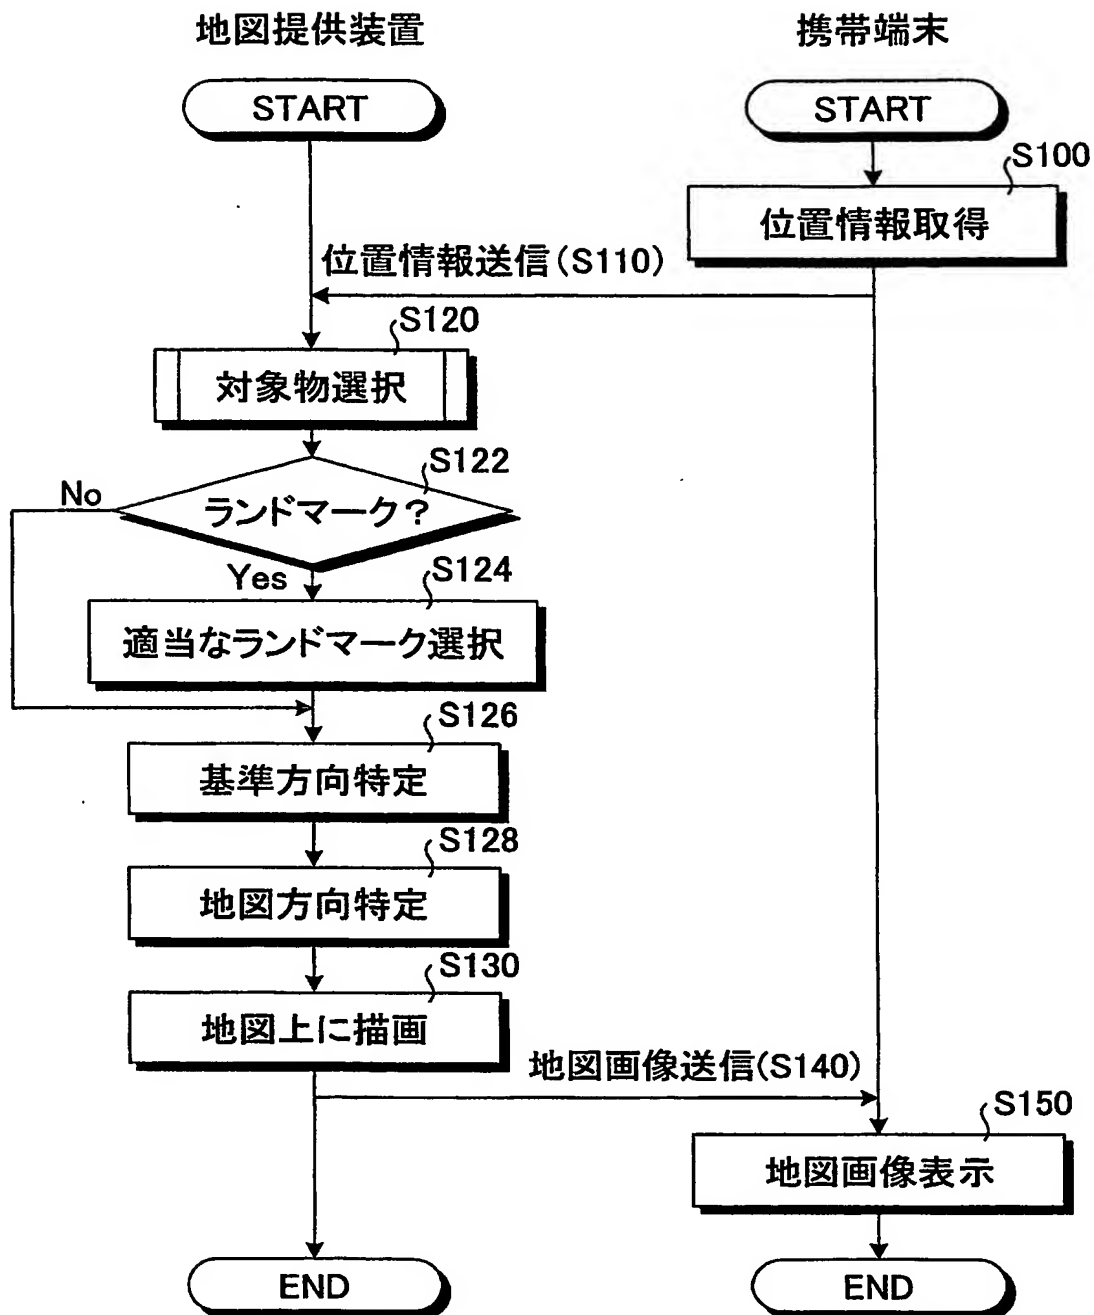 地図提供装置
携帯端末
START
START
S100
位置情報取得
位置情報送信(S110)
S120
対象物選択
S122
ランドマーク?
No
Yes
S124
適当なランドマーク選択
S126
基準方向特定
S128
地図方向特定
S130
地図上に描画
地図画像送信(S140)
S150
地図画像表示
END
END